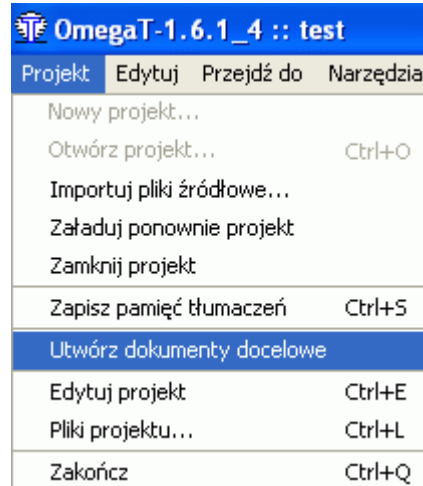 OmegaT-1.6.1_4 :: test
Projekt Edytuj Przejdź do Narzędzia
Nowy projekt...
Otwórz projekt... Ctrl+O
Importuj pliki źródłowe...
Załaduj ponownie projekt
Zamknij projekt
Zapisz pamięć tłumaczeń Ctrl+S
Utwórz dokumenty docelowe
Edytuj projekt Ctrl+E
Pliki projektu... Ctrl+L
Zakończ Ctrl+Q